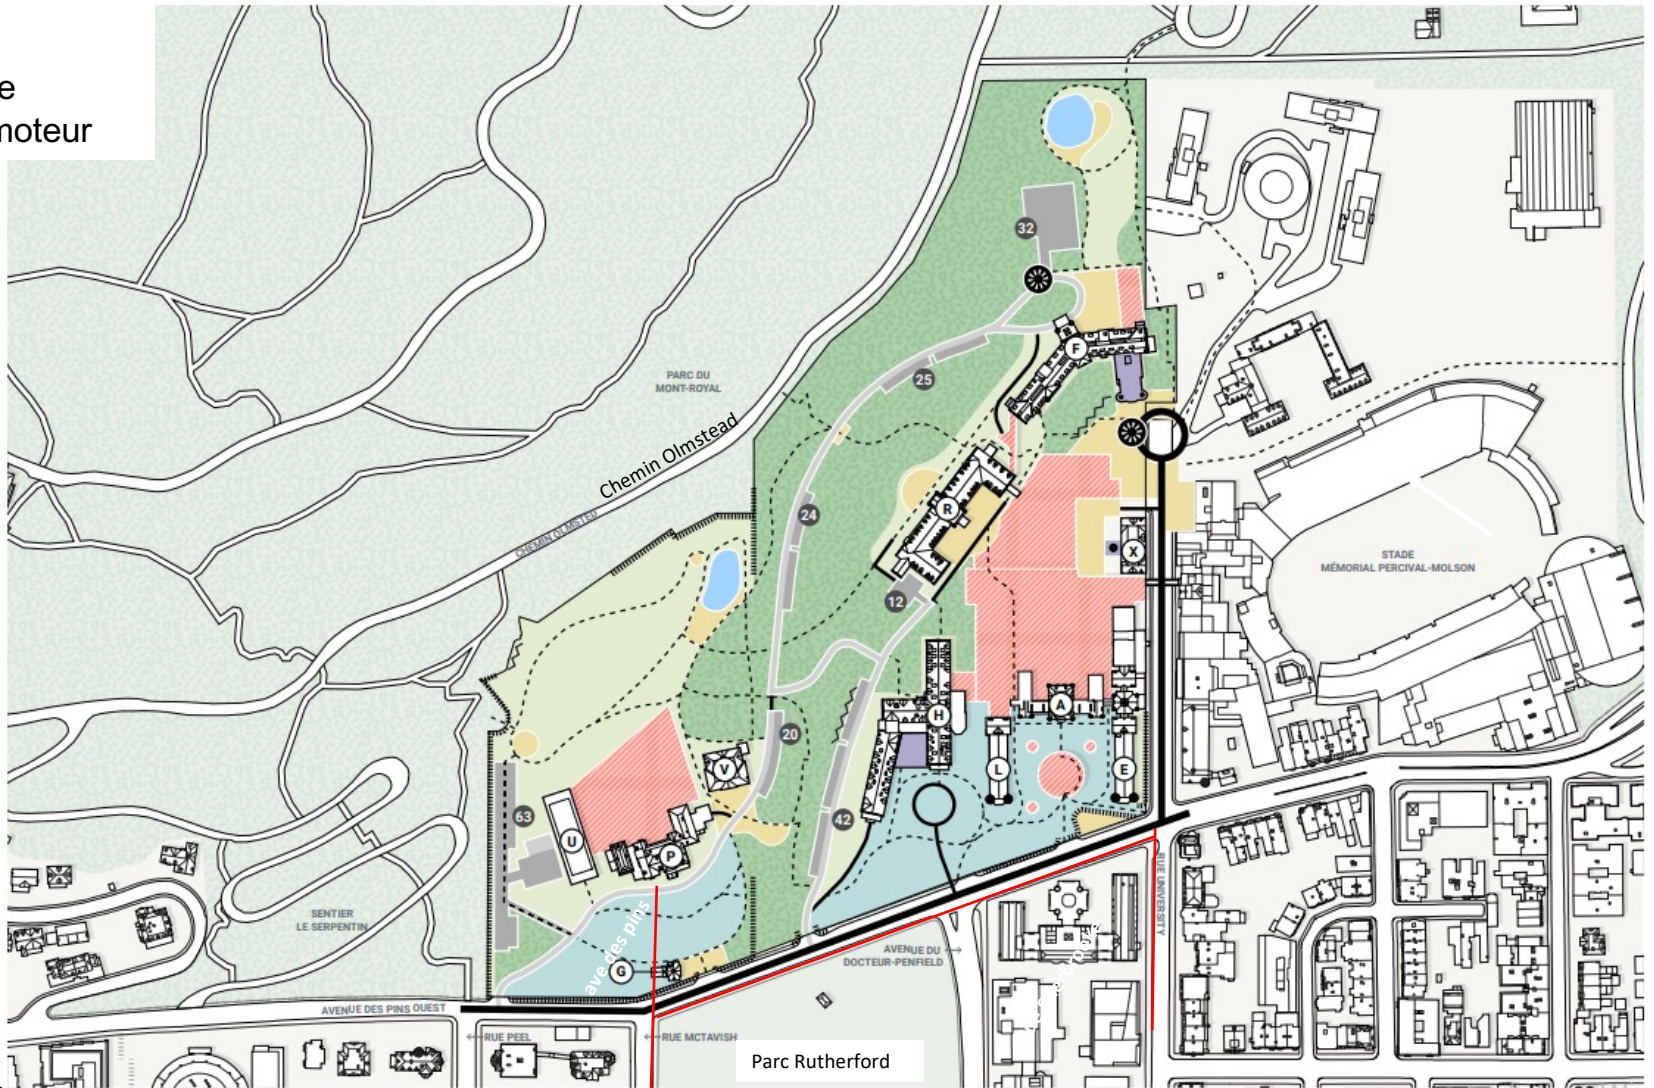 e
moteur
32
F
25
PARC DU
MONT-ROYAL
Chemin Olmstead
CHEMIN OLMSTED
R
24
X
STADE
MÉMORIAL PERCIVAL-MOLSON
12
H
A
20
V
L
E
63
42
U
P
RUE UNIVERSITY
SENTIER
LE SERPENTIN
ave des pins
AVENUE DU
DOCTEUR-PENFIELD
G
AVENUE DES PINS OUEST
RUE PEEL
RUE MCTAVISH
Parc Rutherford